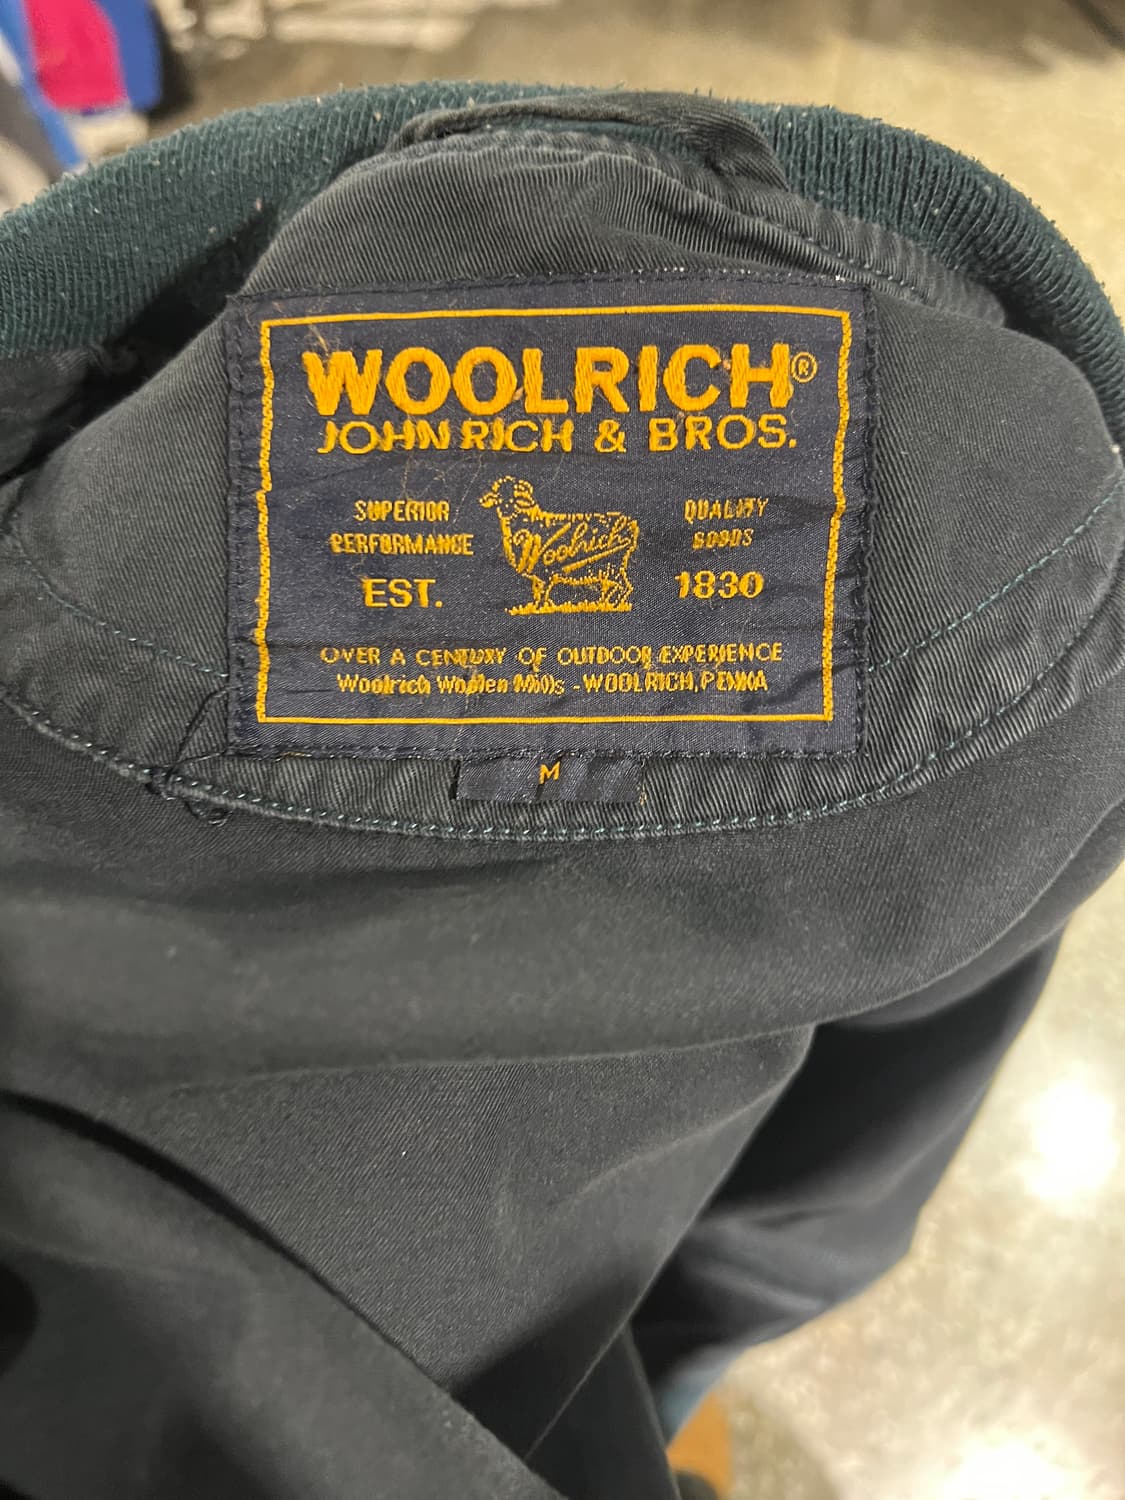 WOOLRICH®
JOHN RICH & BROS.
SUPERIOR PERFORMANCE
Woolrich
QUALITY GOODS
EST. 1830
OVER A CENTURY OF OUTDOOR EXPERIENCE
Woolrich Woolen Mills - WOOLRICH, PENNA
M